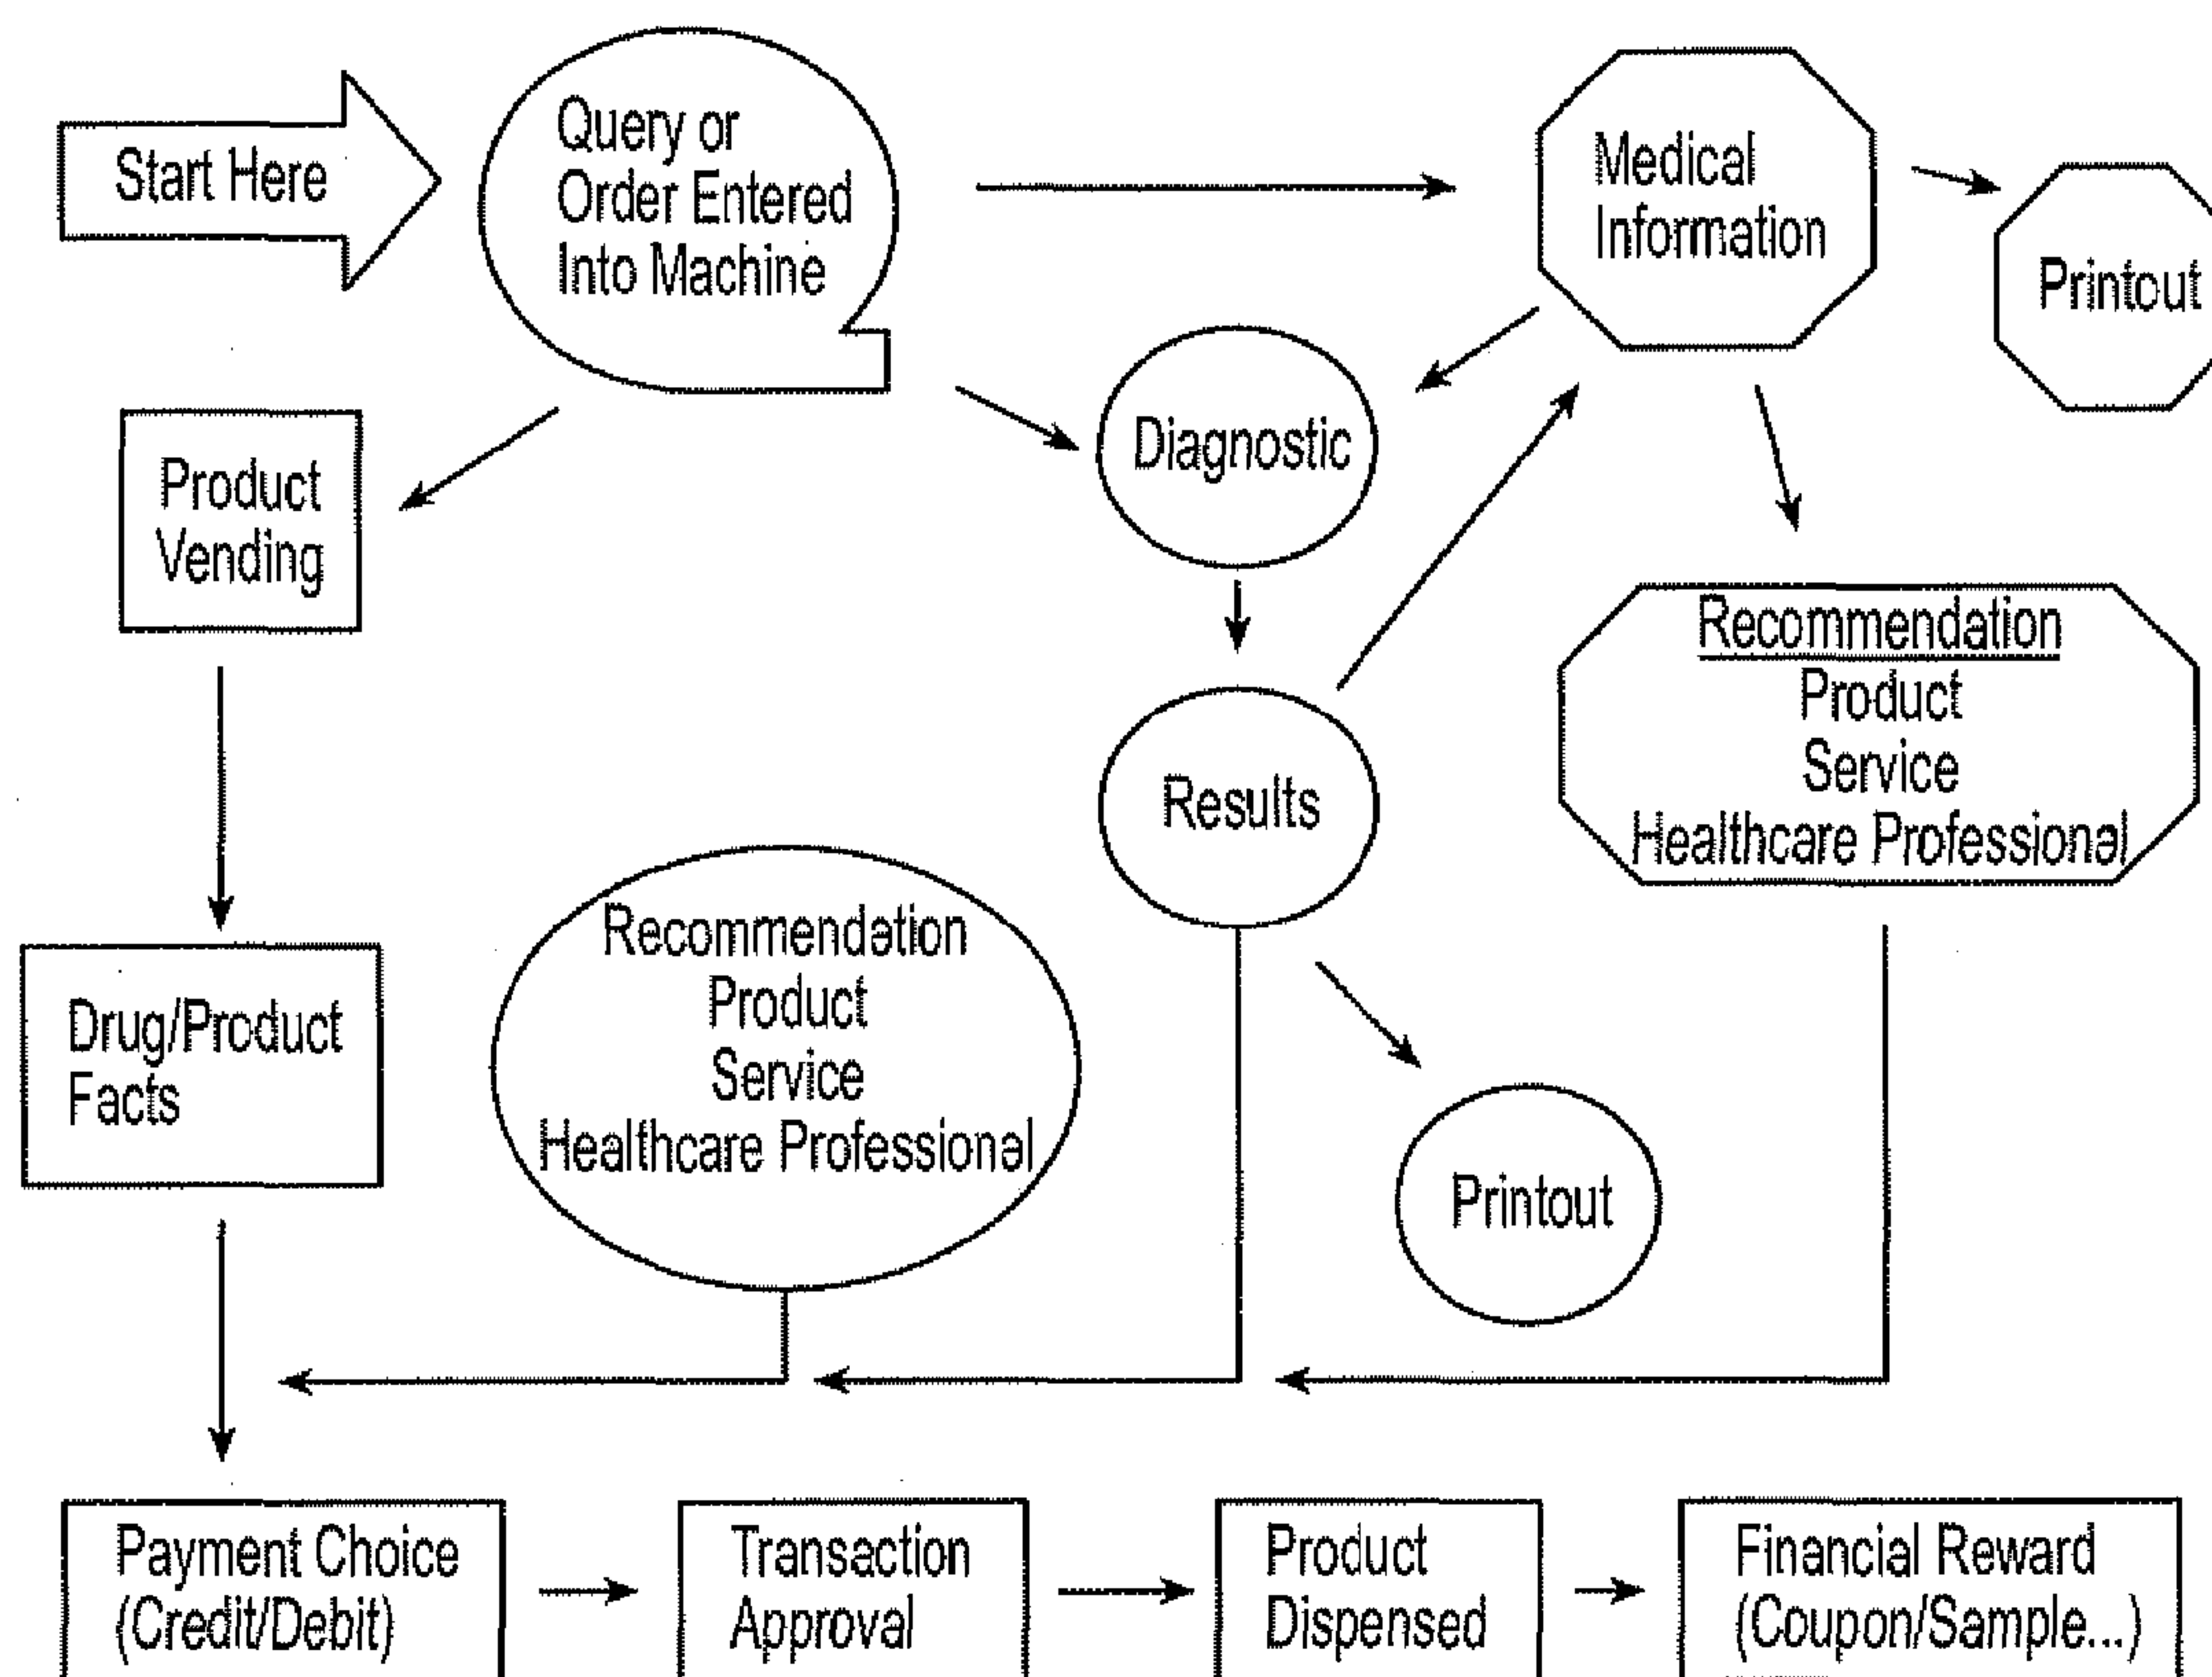 Start Here
Query or
Order Entered
Into Machine
Medical
Information
Printout
Diagnostic
Product
Vending
Recommendation
Product
Service
Healthcare Professional
Results
Recommendation
Product
Service
Healthcare Professional
Drug/Product
Facts
Printout
Payment Choice
(Credit/Debit)
Transaction
Approval
Product
Dispensed
Financial Reward
(Coupon/Sample...)